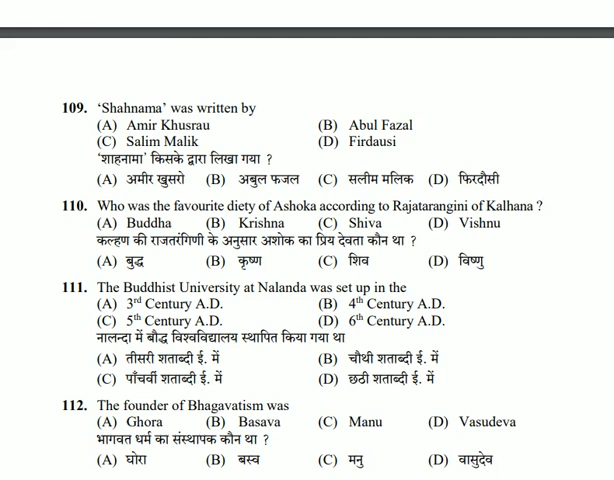 109. ‘Shahnama’ was written by
(A) Amir Khusrau (B) Abul Fazal
(C) Salim Malik (D) Firdausi
‘शाहनामा’ किसके द्वारा लिखा गया ?
(A) अमीर खुसरो (B) अबुल फजल (C) सलीम मलिक (D) फिरदौसी
110. Who was the favourite diety of Ashoka according to Rajatarangini of Kalhana ?
(A) Buddha (B) Krishna (C) Shiva (D) Vishnu
कल्हण की राजतरंगिणी के अनुसार अशोक का प्रिय देवता कौन था ?
(A) बुद्ध (B) कृष्ण (C) शिव (D) विष्णु
111. The Buddhist University at Nalanda was set up in the
(A) 3rd Century A.D. (B) 4th Century A.D.
(C) 5th Century A.D. (D) 6th Century A.D.
नालन्दा में बौद्ध विश्वविद्यालय स्थापित किया गया था
(A) तीसरी शताब्दी ई. में (B) चौथी शताब्दी ई. में
(C) पाँचवीं शताब्दी ई. में (D) छठी शताब्दी ई. में
112. The founder of Bhagavatism was
(A) Ghora (B) Basava (C) Manu (D) Vasudeva
भागवत धर्म का संस्थापक कौन था ?
(A) घोरा (B) बस्व (C) मनु (D) वासुदेव